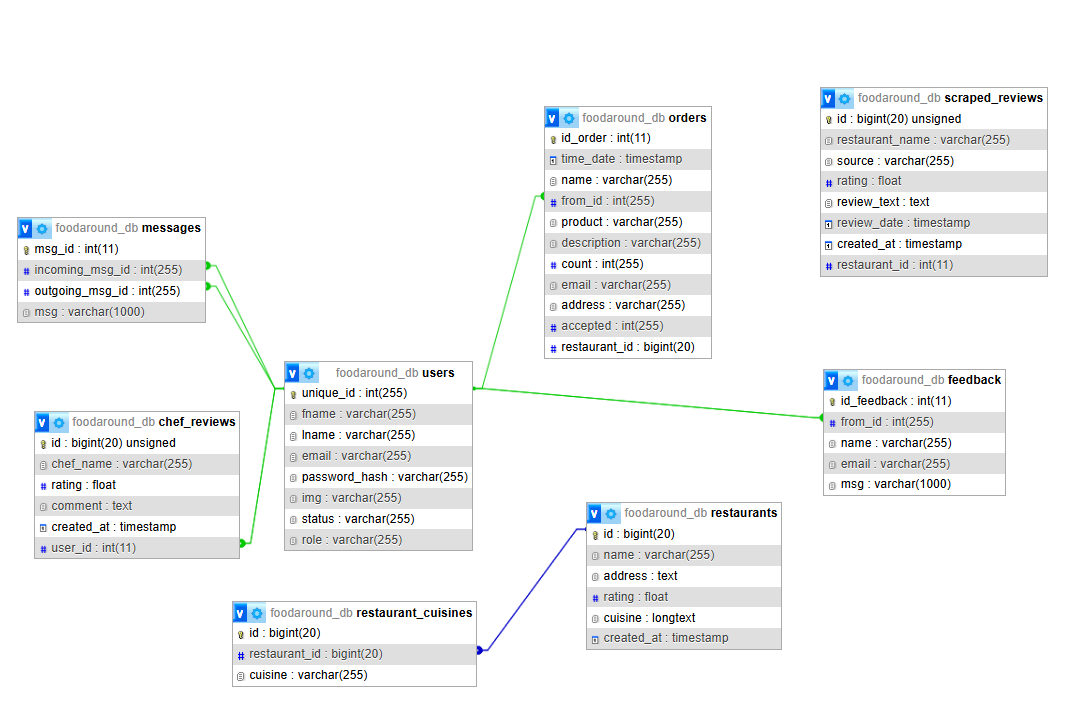 foodaround_db orders
id_order : int(11)
time_date : timestamp
name : varchar(255)
from_id : int(255)
product : varchar(255)
description : varchar(255)
count : int(255)
email : varchar(255)
address : varchar(255)
accepted : int(255)
restaurant_id : bigint(20)
foodaround_db scraped_reviews
id : bigint(20) unsigned
restaurant_name : varchar(255)
source : varchar(255)
rating : float
review_text : text
review_date : timestamp
created_at : timestamp
restaurant_id : int(11)
foodaround_db messages
msg_id : int(11)
incoming_msg_id : int(255)
outgoing_msg_id : int(255)
msg : varchar(1000)
foodaround_db users
unique_id : int(255)
fname : varchar(255)
lname : varchar(255)
email : varchar(255)
password_hash : varchar(255)
img : varchar(255)
status : varchar(255)
role : varchar(255)
foodaround_db feedback
id_feedback : int(11)
from_id : int(255)
name : varchar(255)
email : varchar(255)
msg : varchar(1000)
foodaround_db chef_reviews
id : bigint(20) unsigned
chef_name : varchar(255)
rating : float
comment : text
created_at : timestamp
user_id : int(11)
foodaround_db restaurants
id : bigint(20)
name : varchar(255)
address : text
rating : float
cuisine : longtext
created_at : timestamp
foodaround_db restaurant_cuisines
id : bigint(20)
restaurant_id : bigint(20)
cuisine : varchar(255)